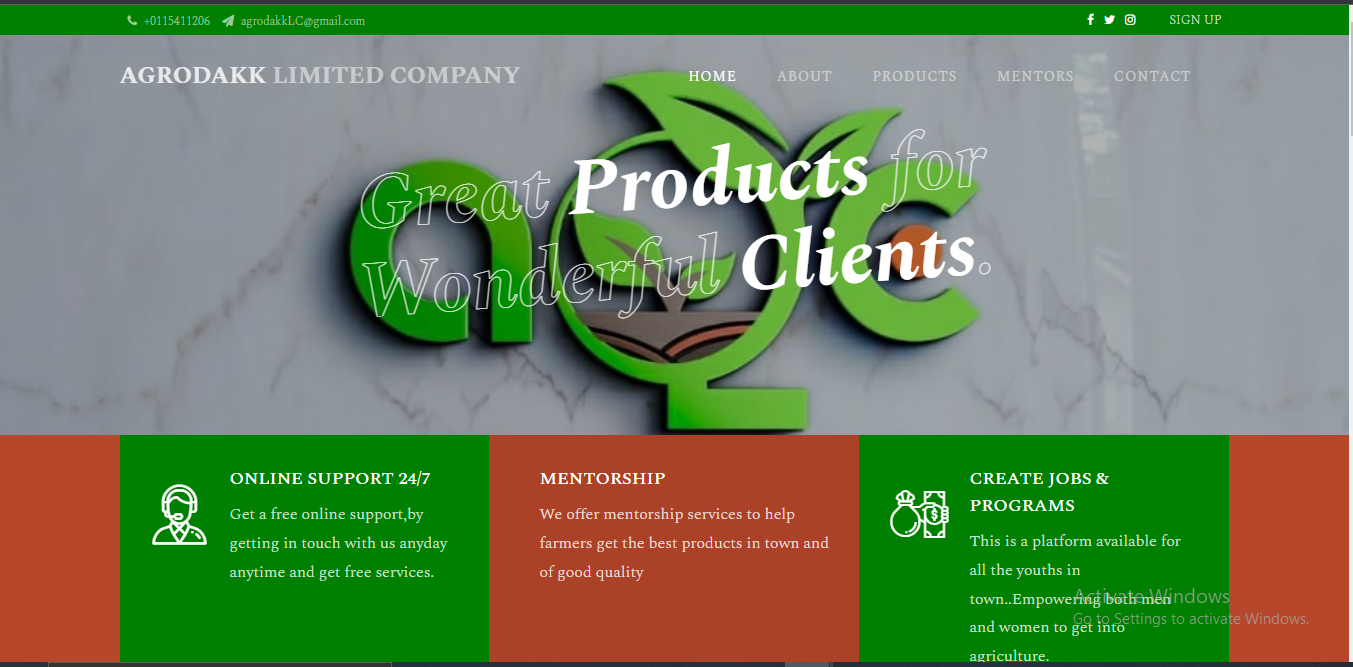 +0115411206 agrodakkLC@gmail.com SIGN UP
AGRODAKK LIMITED COMPANY
HOME ABOUT PRODUCTS MENTORS CONTACT
Great Products for
Wonderful Clients.
ONLINE SUPPORT 24/7
Get a free online support,by
getting in touch with us anyday
anytime and get free services.
MENTORSHIP
We offer mentorship services to help
farmers get the best products in town and
of good quality
CREATE JOBS &
PROGRAMS
This is a platform available for
all the youths in
town..Empowering both men
and women to get into
agriculture.
Activate Windows
Go to Settings to activate Windows.